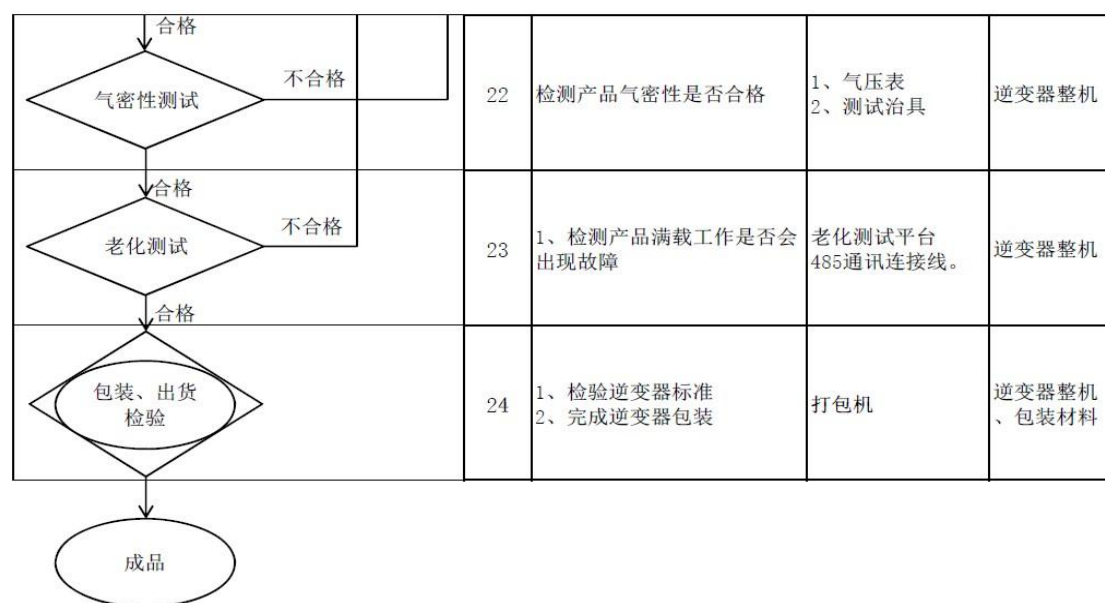 合格
气密性测试
不合格
22
检测产品气密性是否合格
1、气压表
2、测试治具
逆变器整机
合格
老化测试
不合格
23
1、检测产品满载工作是否会
出现故障
老化测试平台
485通讯连接线。
逆变器整机
合格
包装、出货
检验
24
1、检验逆变器标准
2、完成逆变器包装
打包机
逆变器整机
、包装材料
成品